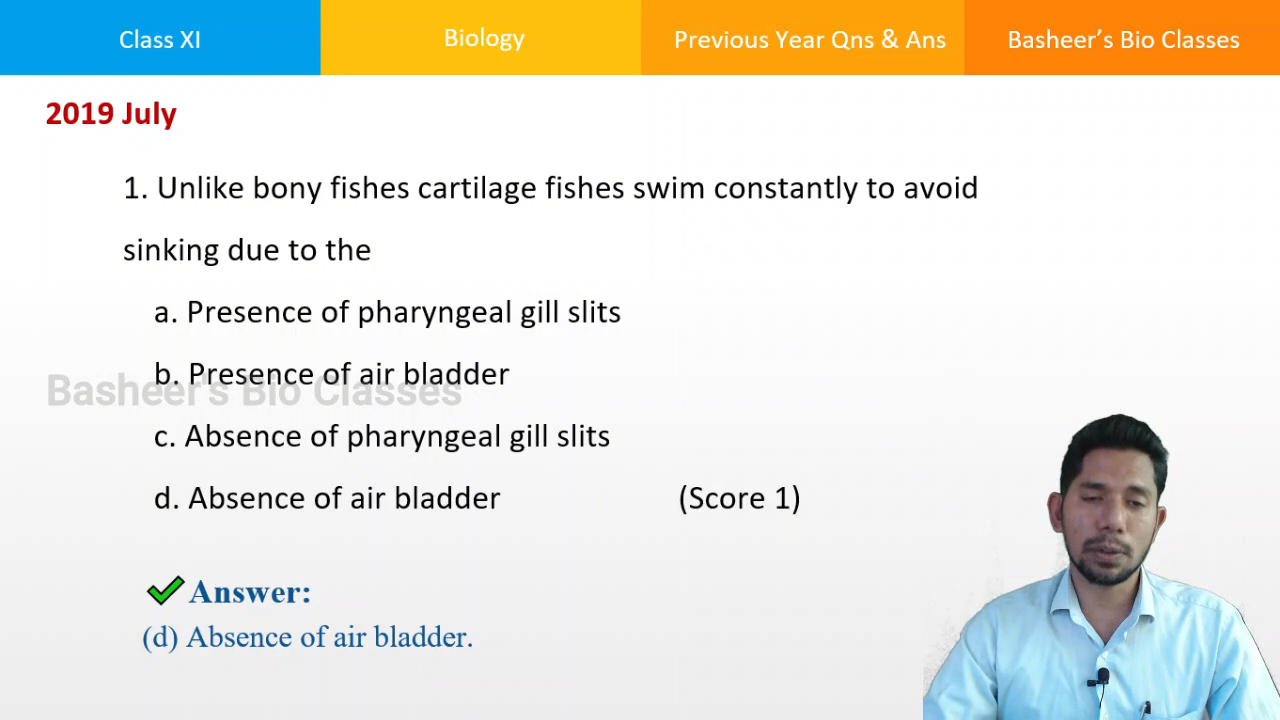 Class XI
Biology
Previous Year Qns & Ans
Basheer’s Bio Classes
2019 July
1. Unlike bony fishes cartilage fishes swim constantly to avoid
sinking due to the
a. Presence of pharyngeal gill slits
b. Presence of air bladder
Basheer's Bio Classes
c. Absence of pharyngeal gill slits
d. Absence of air bladder (Score 1)
Answer:
(d) Absence of air bladder.